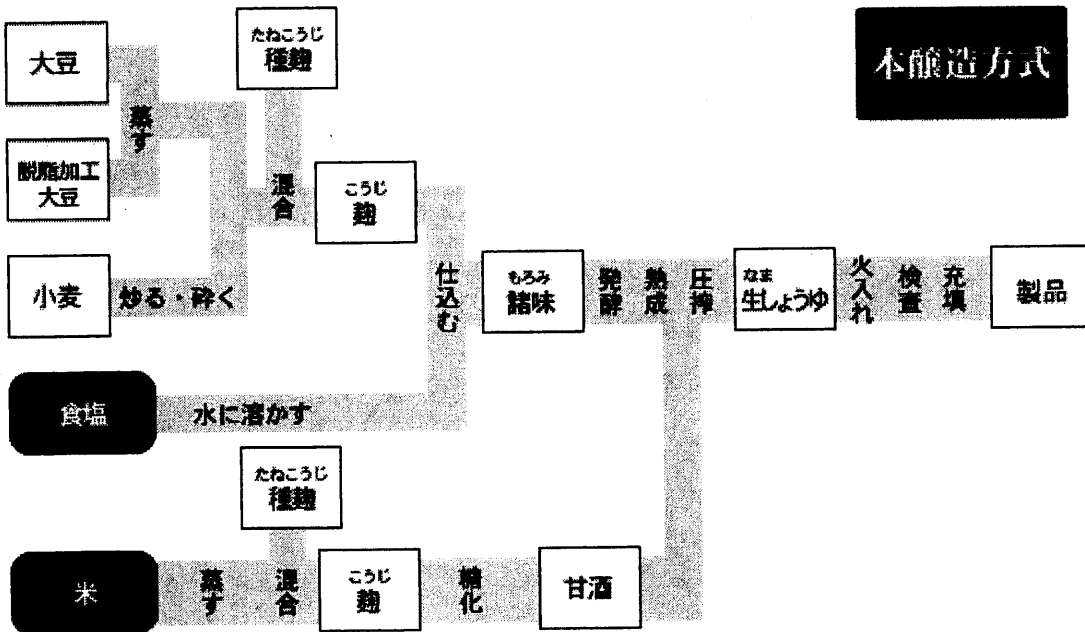 本醸造方式
大豆
脱脂加工
大豆
蒸す
小麦
炒る・砕く
たねこうじ
種麹
混合
こうじ
麹
食塩
水に溶かす
仕込む
もろみ
諸味
発酵
熟成
圧搾
なま
生しょうゆ
火入れ
検査
充填
製品
米
蒸す
たねこうじ
種麹
混合
こうじ
麹
糖化
甘酒